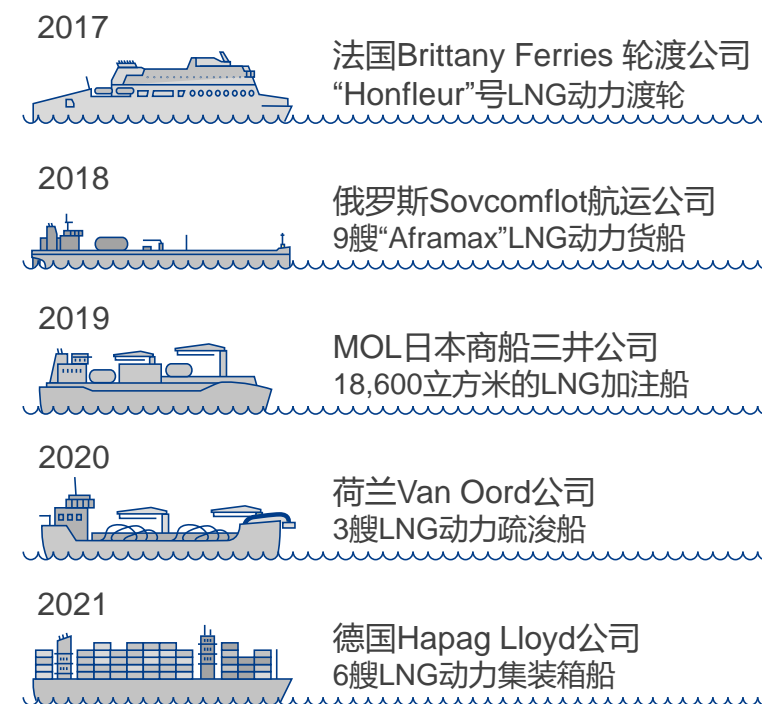 2017
法国Brittany Ferries 轮渡公司
“Honfleur”号LNG动力渡轮
2018
俄罗斯Sovcomflot航运公司
9艘“Aframax”LNG动力货船
2019
MOL日本商船三井公司
18,600立方米的LNG加注船
2020
荷兰Van Oord公司
3艘LNG动力疏浚船
2021
德国Hapag Lloyd公司
6艘LNG动力集装箱船